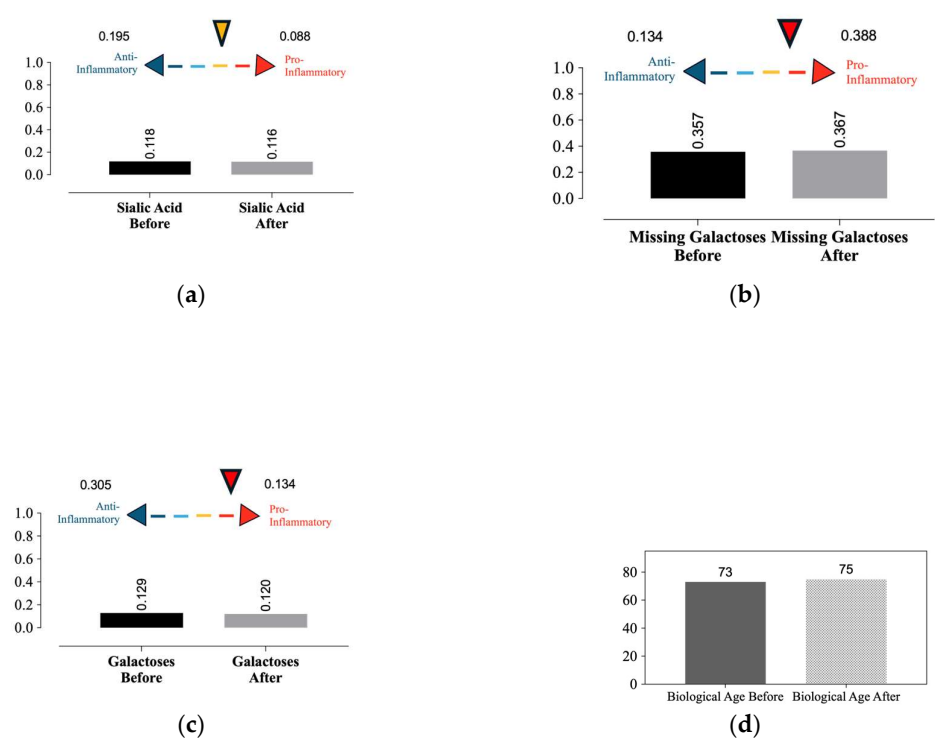 0.195
0.088
Anti-
Inflammatory
Pro-
Inflammatory
1.0
0.8
0.6
0.4
0.2
0.0
0.118
0.116
Sialic Acid
Before
Sialic Acid
After
(a)
0.134
0.388
Anti-
Inflammatory
Pro-
Inflammatory
1.0
0.8
0.6
0.4
0.2
0.0
0.357
0.367
Missing Galactoses
Before
Missing Galactoses
After
(b)
0.305
0.134
Anti-
Inflammatory
Pro-
Inflammatory
1.0
0.8
0.6
0.4
0.2
0.0
0.129
0.120
Galactoses
Before
Galactoses
After
(c)
80
60
40
20
0
73
75
Biological Age Before
Biological Age After
(d)